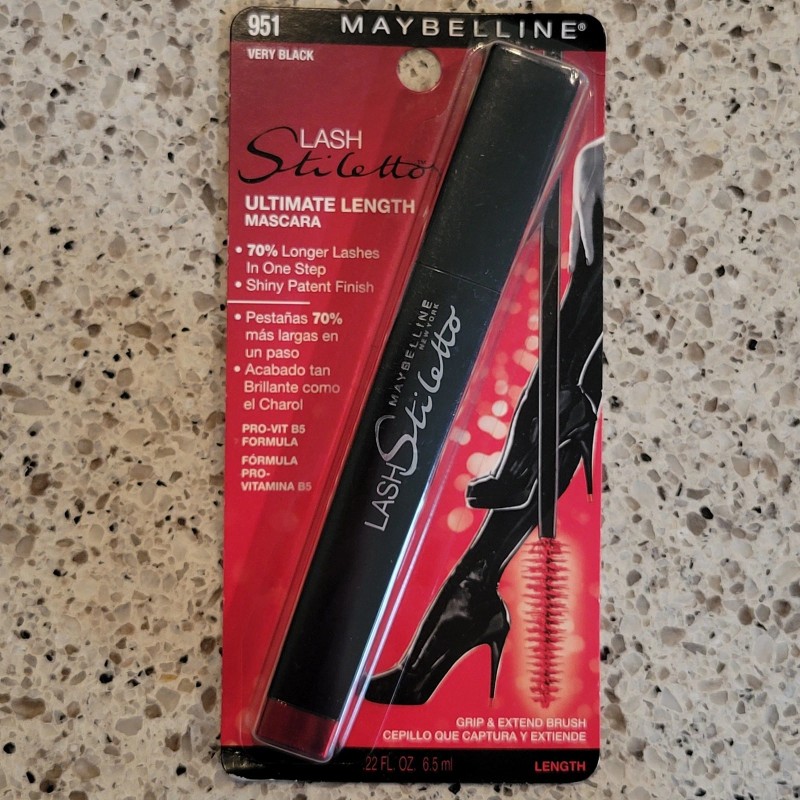 951
MAYBELLINE®
VERY BLACK
LASH
Stiletto™
ULTIMATE LENGTH
MASCARA
• 70% Longer Lashes
In One Step
• Shiny Patent Finish
• Pestañas 70%
más largas en
un paso
• Acabado tan
Brillante como
el Charol
PRO-VIT B5
FORMULA
FÓRMULA
PRO-
VITAMINA B5
MAYBELLINE
NEW YORK
LASH Stiletto
GRIP & EXTEND BRUSH
CEPILLO QUE CAPTURA Y EXTIENDE
.22 FL. OZ. 6.5 ml
LENGTH